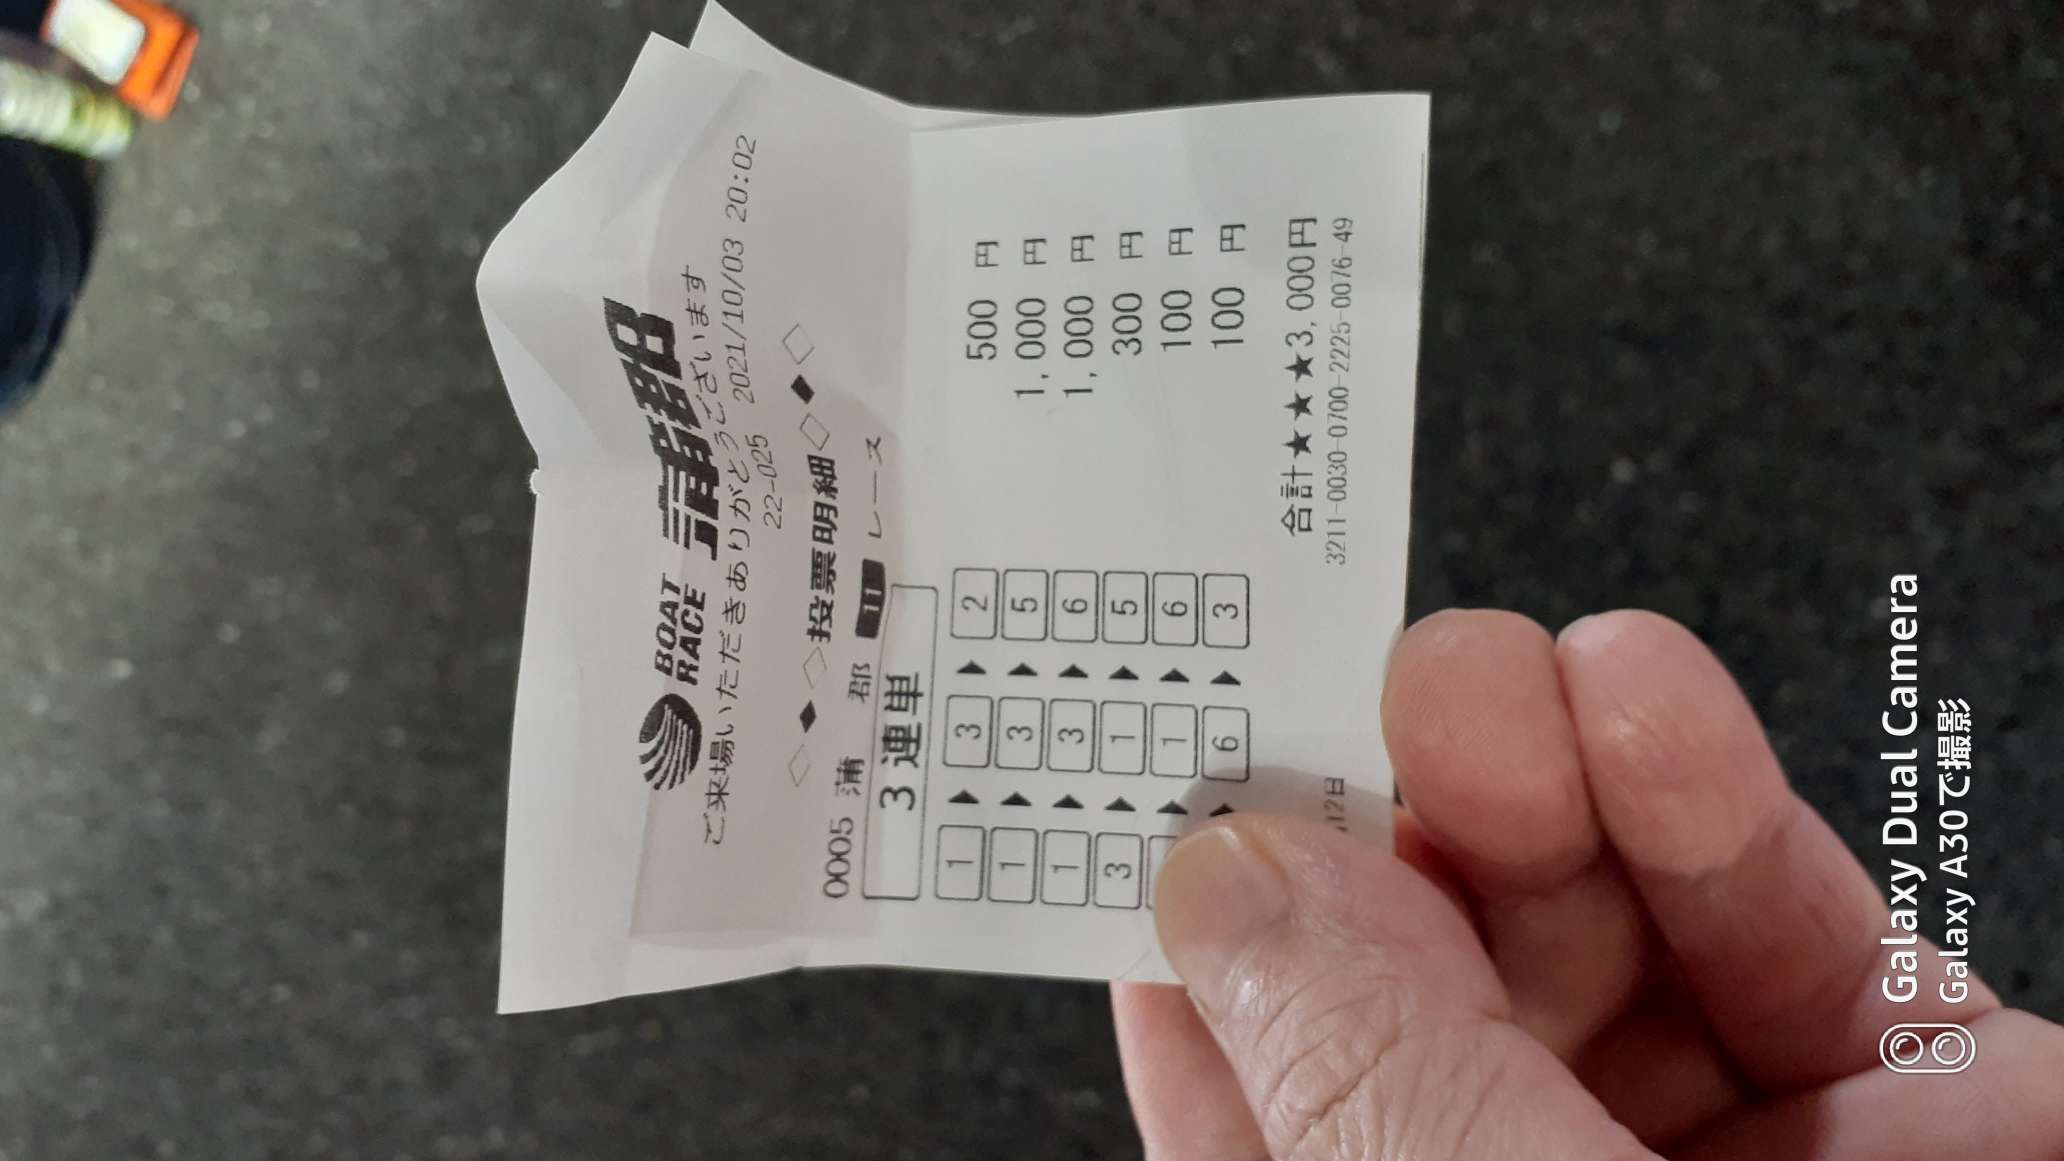 BOAT RACE 蒲郡
ご来場いただきありがとうございます
22-025 2021/10/03 20:02
◇◆◇投票明細◇◆◇
0005 蒲 郡 11 レース
3連単
1 ▶ 3 ▶ 2 500 円
1 ▶ 3 ▶ 5 1,000 円
1 ▶ 3 ▶ 6 1,000 円
3 ▶ 1 ▶ 5 300 円
▶ 1 ▶ 6 100 円
▶ 6 ▶ 3 100 円
合計★★★★3,000円
12日 3211-0030-0700-2225-0076-49
Galaxy Dual Camera
Galaxy A30で撮影